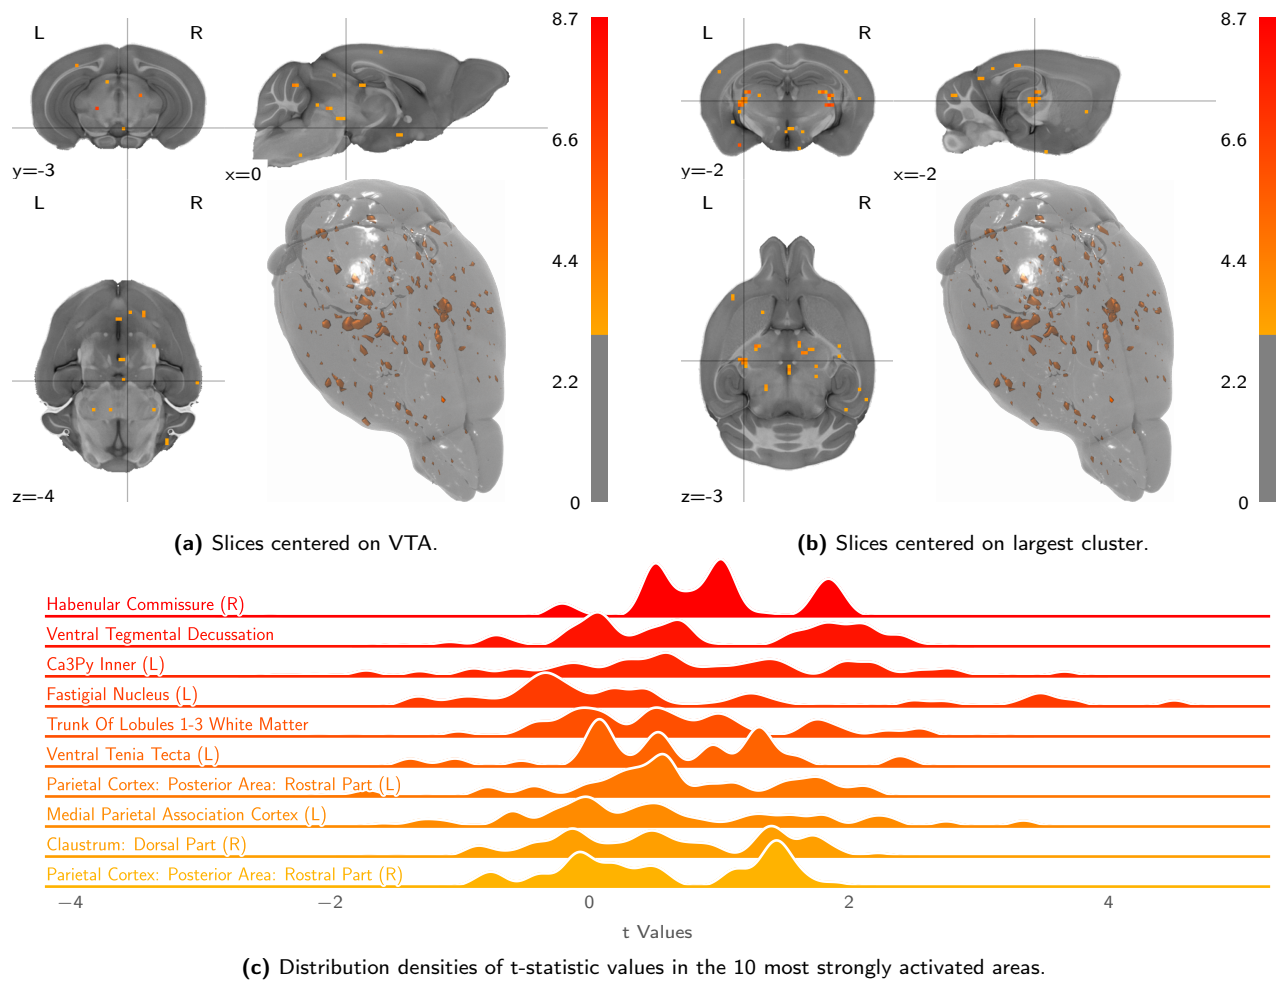 L R
y=-3
x=0
L R
z=-4
8.7
6.6
4.4
2.2
0
L R
y=-2
x=-2
L R
z=-3
8.7
6.6
4.4
2.2
0
(a) Slices centered on VTA.
(b) Slices centered on largest cluster.
Habenular Commissure (R)
Ventral Tegmental Decussation
Ca3Py Inner (L)
Fastigial Nucleus (L)
Trunk Of Lobules 1-3 White Matter
Ventral Tenia Tecta (L)
Parietal Cortex: Posterior Area: Rostral Part (L)
Medial Parietal Association Cortex (L)
Claustrum: Dorsal Part (R)
Parietal Cortex: Posterior Area: Rostral Part (R)
−4 −2 0 2 4
t Values
(c) Distribution densities of t-statistic values in the 10 most strongly activated areas.